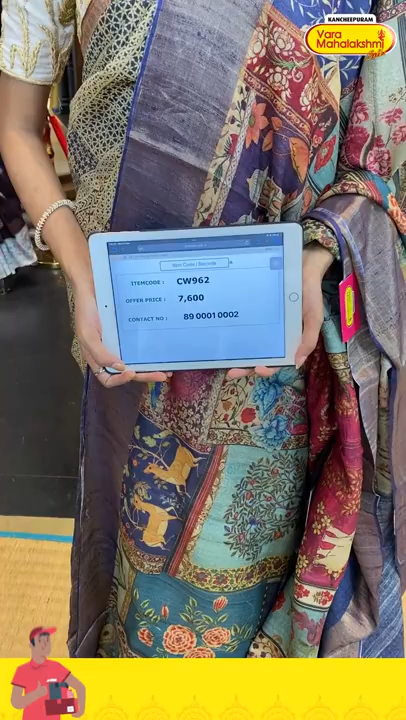 KANCHEEPURAM
Vara
Mahalakshmi
Silks
Item Code / Barcode
ITEMCODE : CW962
OFFER PRICE : 7,600
CONTACT NO : 89 0001 0002